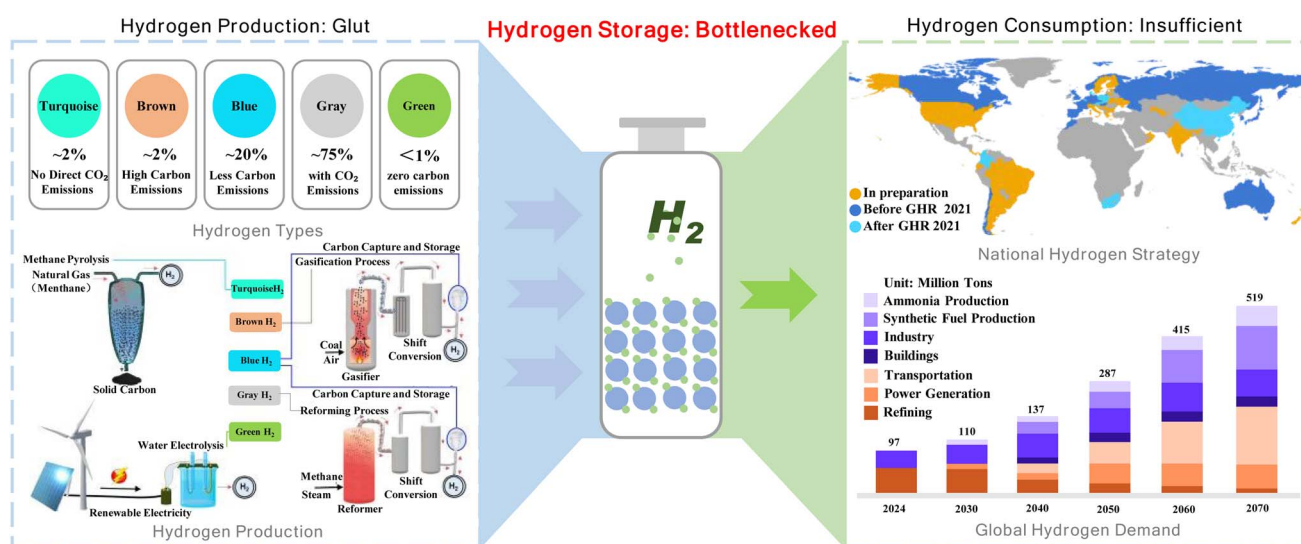 Hydrogen Production: Glut
Turquoise
Brown
Blue
Gray
Green
~2%
No Direct CO₂
Emissions
~2%
High Carbon
Emissions
~20%
Less Carbon
Emissions
~75%
with CO₂
Emissions
<1%
zero carbon
emissions
Hydrogen Types
Methane Pyrolysis
Natural Gas
(Menthane)
H₂
Solid Carbon
TurquoiseH₂
Brown H₂
Blue H₂
Gray H₂
Green H₂
Carbon Capture and Storage
Gasification Process
Coal
Air
Gasifier
Shift
Conversion
H₂
Carbon Capture and Storage
Reforming Process
Methane
Steam
Reformer
Shift
Conversion
H₂
Water Electrolysis
H₂
Renewable Electricity
Hydrogen Production
Hydrogen Storage: Bottlenecked
H₂
Hydrogen Consumption: Insufficient
In preparation
Before GHR 2021
After GHR 2021
National Hydrogen Strategy
Unit: Million Tons
Ammonia Production
Synthetic Fuel Production
Industry
Buildings
Transportation
Power Generation
Refining
97
110
137
287
415
519
2024
2030
2040
2050
2060
2070
Global Hydrogen Demand